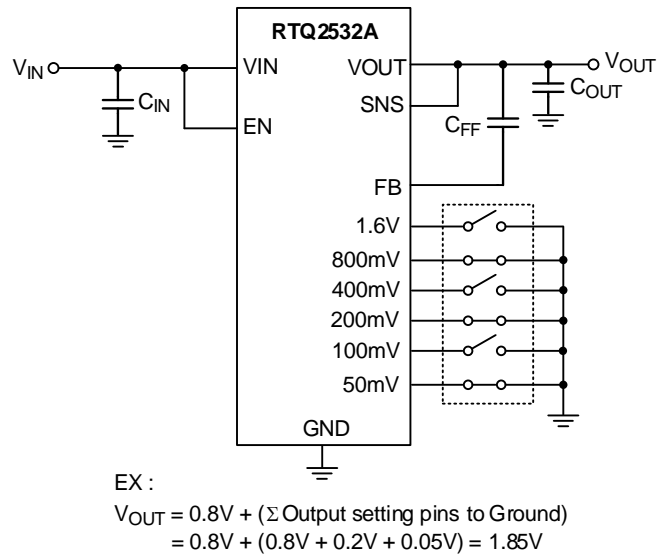 RTQ2532A
VIN
VIN
VOUT
VOUT
CIN
EN
SNS
CFF
COUT
FB
1.6V
800mV
400mV
200mV
100mV
50mV
GND
EX :
VOUT = 0.8V + (Σ Output setting pins to Ground)
= 0.8V + (0.8V + 0.2V + 0.05V) = 1.85V